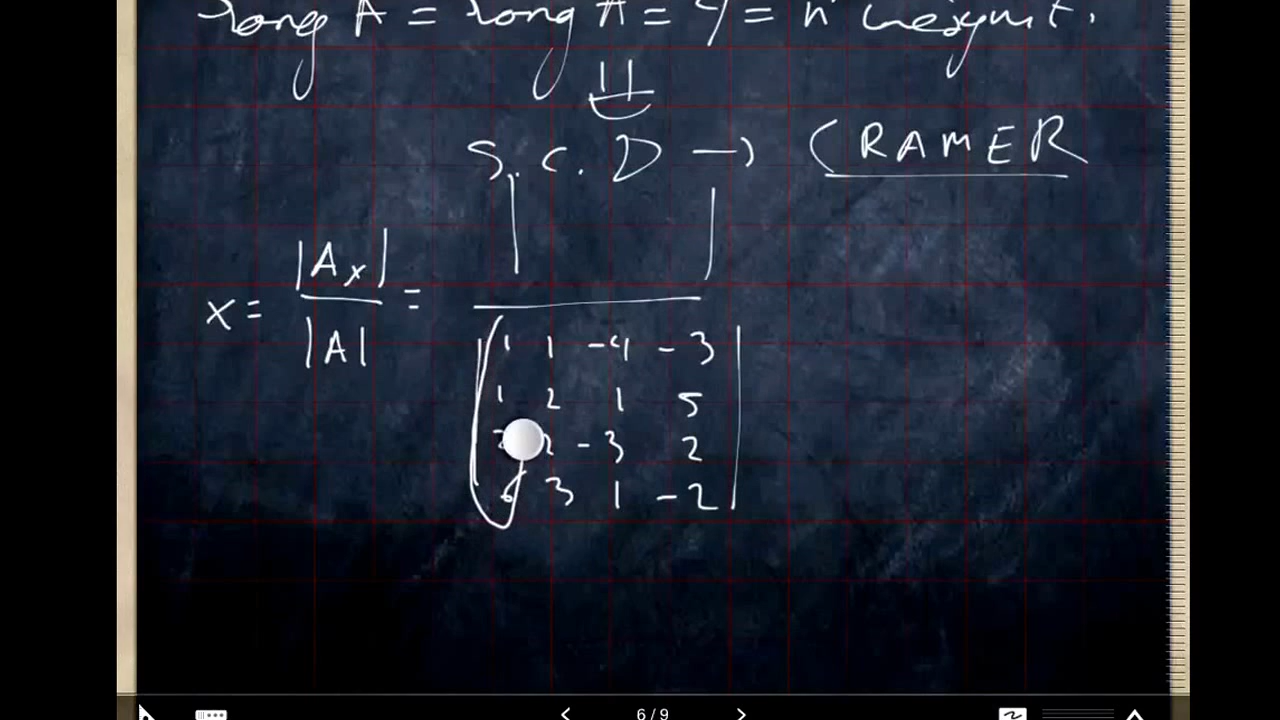 rang A = rang A = 4 = nº incógnit.
S.C.D → CRAMER
x = |Ax| / |A| =
1 1 -4 -3
1 2 1 5
2 -3 2
6 3 1 -2
6 / 9